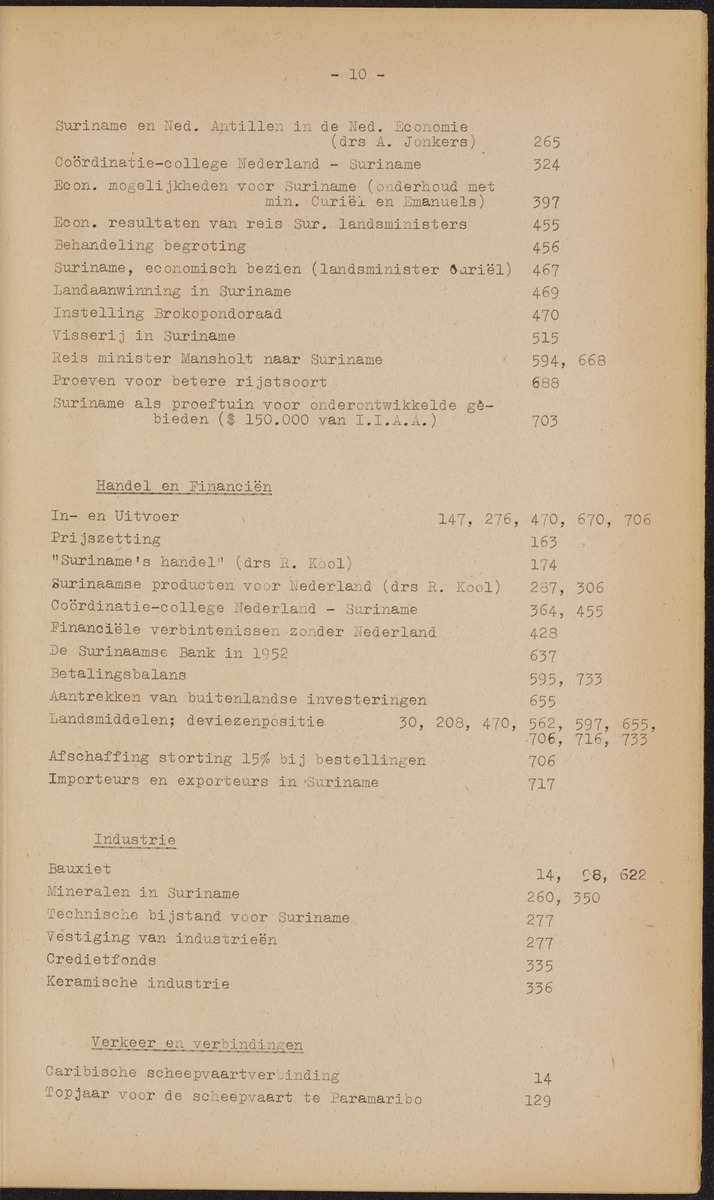 - 10 -
Suriname en Ned. Antillen in de Ned. Economie
(drs A. Jonkers) 265
Coördinatie-college Nederland - Suriname 324
Econ. mogelijkheden voor Suriname (onderhoud met
min. Curiël en Emanuels) 397
Econ. resultaten van reis Sur. landsministers 455
Behandeling begroting 456
Suriname, economisch bezien (landsminister Curiël) 467
Landaanwinning in Suriname 469
Instelling Brokopondoraad 470
Visserij in Suriname 515
Reis minister Mansholt naar Suriname 594, 668
Proeven voor betere rijstsoort 688
Suriname als proeftuin voor onderontwikkelde ge-
bieden ($ 150.000 van I.I.A.A.) 703
Handel en Financiën
In- en Uitvoer 147, 276, 470, 670, 706
Prijszetting 163
"Suriname's handel" (drs R. Kool) 174
Surinaamse producten voor Nederland (drs R. Kool) 287, 306
Coördinatie-college Nederland - Suriname 364, 455
Financiële verbintenissen zonder Nederland 428
De Surinaamse Bank in 1952 637
Betalingsbalans 595, 733
Aantrekken van buitenlandse investeringen 655
Landsmiddelen; deviezenpositie 30, 208, 470, 562, 597, 655,
706, 716, 733
Afschaffing storting 15% bij bestellingen 706
Importeurs en exporteurs in Suriname 717
Industrie
Bauxiet 14, 98, 622
Mineralen in Suriname 260, 350
Technische bijstand voor Suriname 277
Vestiging van industrieën 277
Credietfonds 335
Keramische industrie 336
Verkeer en verbindingen
Caribische scheepvaartverbinding 14
Topjaar voor de scheepvaart te Paramaribo 129